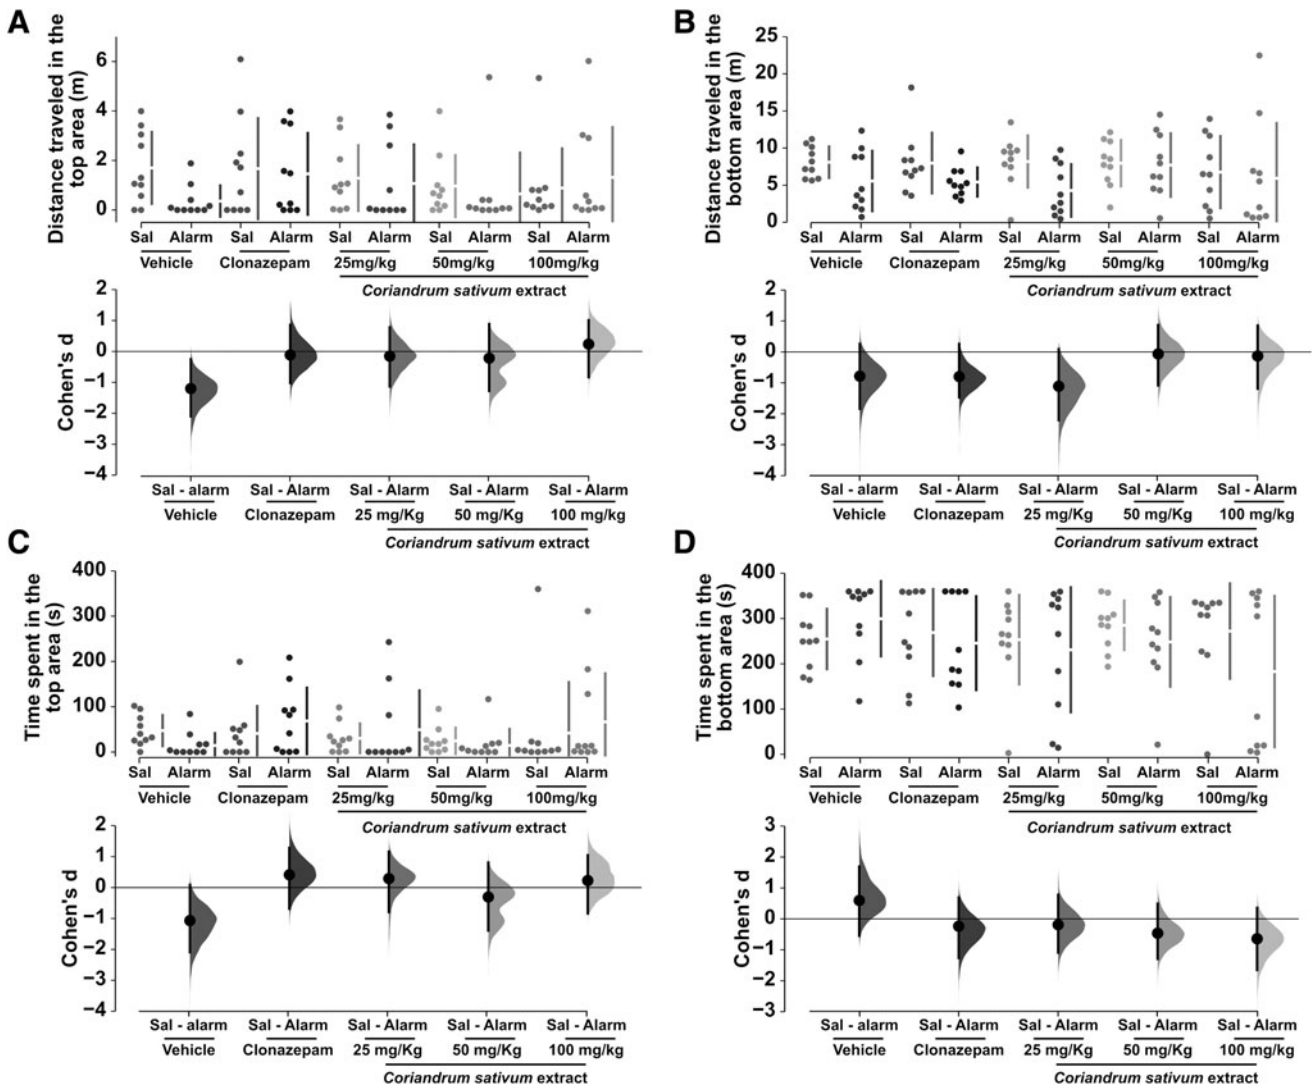 A
Distance traveled in the
top area (m)
6
4
2
0
Sal Alarm Sal Alarm Sal Alarm Sal Alarm Sal Alarm
Vehicle Clonazepam 25mg/kg 50mg/kg 100mg/kg
Coriandrum sativum extract
Cohen's d
2
1
0
−1
−2
−3
−4
Sal - alarm Sal - Alarm Sal - Alarm Sal - Alarm Sal - Alarm
Vehicle Clonazepam 25 mg/Kg 50 mg/Kg 100 mg/kg
Coriandrum sativum extract
B
Distance traveled in the
bottom area (m)
25
20
15
10
5
0
Sal Alarm Sal Alarm Sal Alarm Sal Alarm Sal Alarm
Vehicle Clonazepam 25mg/kg 50mg/kg 100mg/kg
Coriandrum sativum extract
Cohen's d
2
1
0
−1
−2
−3
−4
Sal - alarm Sal - Alarm Sal - Alarm Sal - Alarm Sal - Alarm
Vehicle Clonazepam 25 mg/Kg 50 mg/Kg 100 mg/kg
Coriandrum sativum extract
C
Time spent in the
top area (s)
400
300
200
100
0
Sal Alarm Sal Alarm Sal Alarm Sal Alarm Sal Alarm
Vehicle Clonazepam 25mg/kg 50mg/kg 100mg/kg
Coriandrum sativum extract
Cohen's d
2
1
0
−1
−2
−3
−4
Sal - alarm Sal - Alarm Sal - Alarm Sal - Alarm Sal - Alarm
Vehicle Clonazepam 25 mg/Kg 50 mg/Kg 100 mg/kg
Coriandrum sativum extract
D
Time spent in the
bottom area (s)
400
300
200
100
0
Sal Alarm Sal Alarm Sal Alarm Sal Alarm Sal Alarm
Vehicle Clonazepam 25mg/kg 50mg/kg 100mg/kg
Coriandrum sativum extract
Cohen's d
3
2
1
0
−1
−2
−3
Sal - alarm Sal - Alarm Sal - Alarm Sal - Alarm Sal - Alarm
Vehicle Clonazepam 25 mg/Kg 50 mg/Kg 100 mg/kg
Coriandrum sativum extract